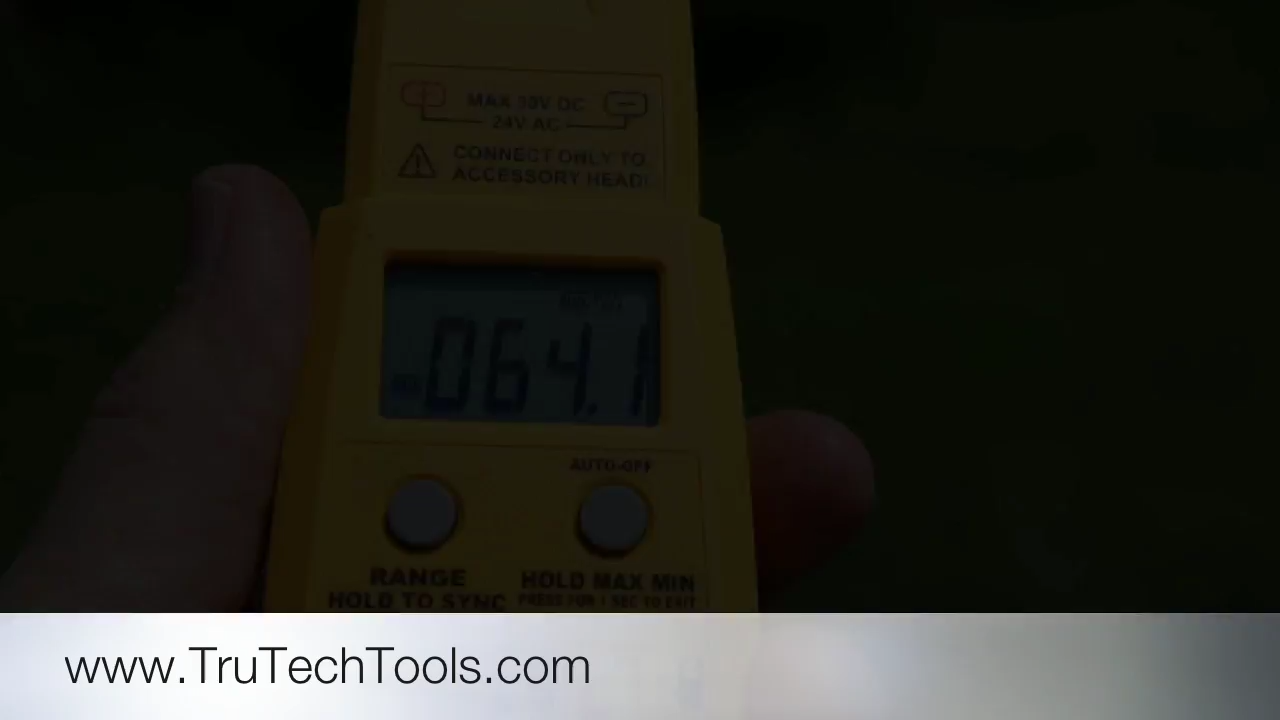 + MAX 30V DC −
24V AC
CONNECT ONLY TO
ACCESSORY HEAD!
064.1
AUTO-OFF
RANGE
HOLD TO SYNC
HOLD MAX MIN
PRESS FOR 1 SEC TO EXIT
www.TruTechTools.com